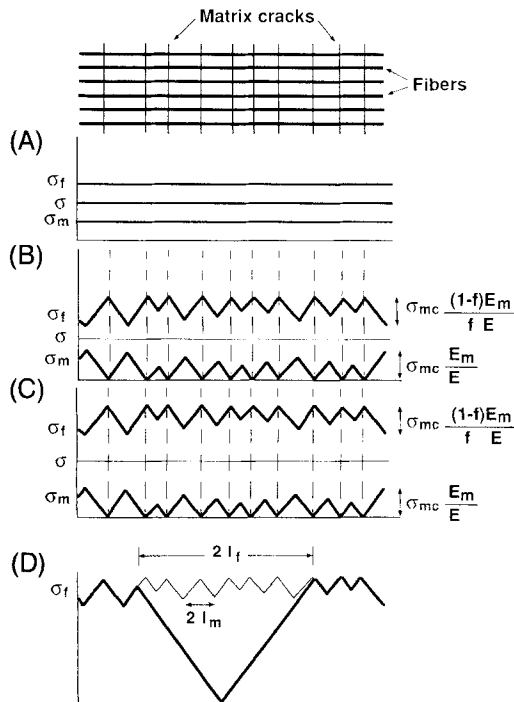 Matrix cracks
Fibers
(A)
σf
σ
σm
(B)
σf
σ
σm
σmc (1-f)Em / f E
σmc Em / E
(C)
σf
σ
σm
σmc (1-f)Em / f E
σmc Em / E
(D)
σf
2 lf
2 lm